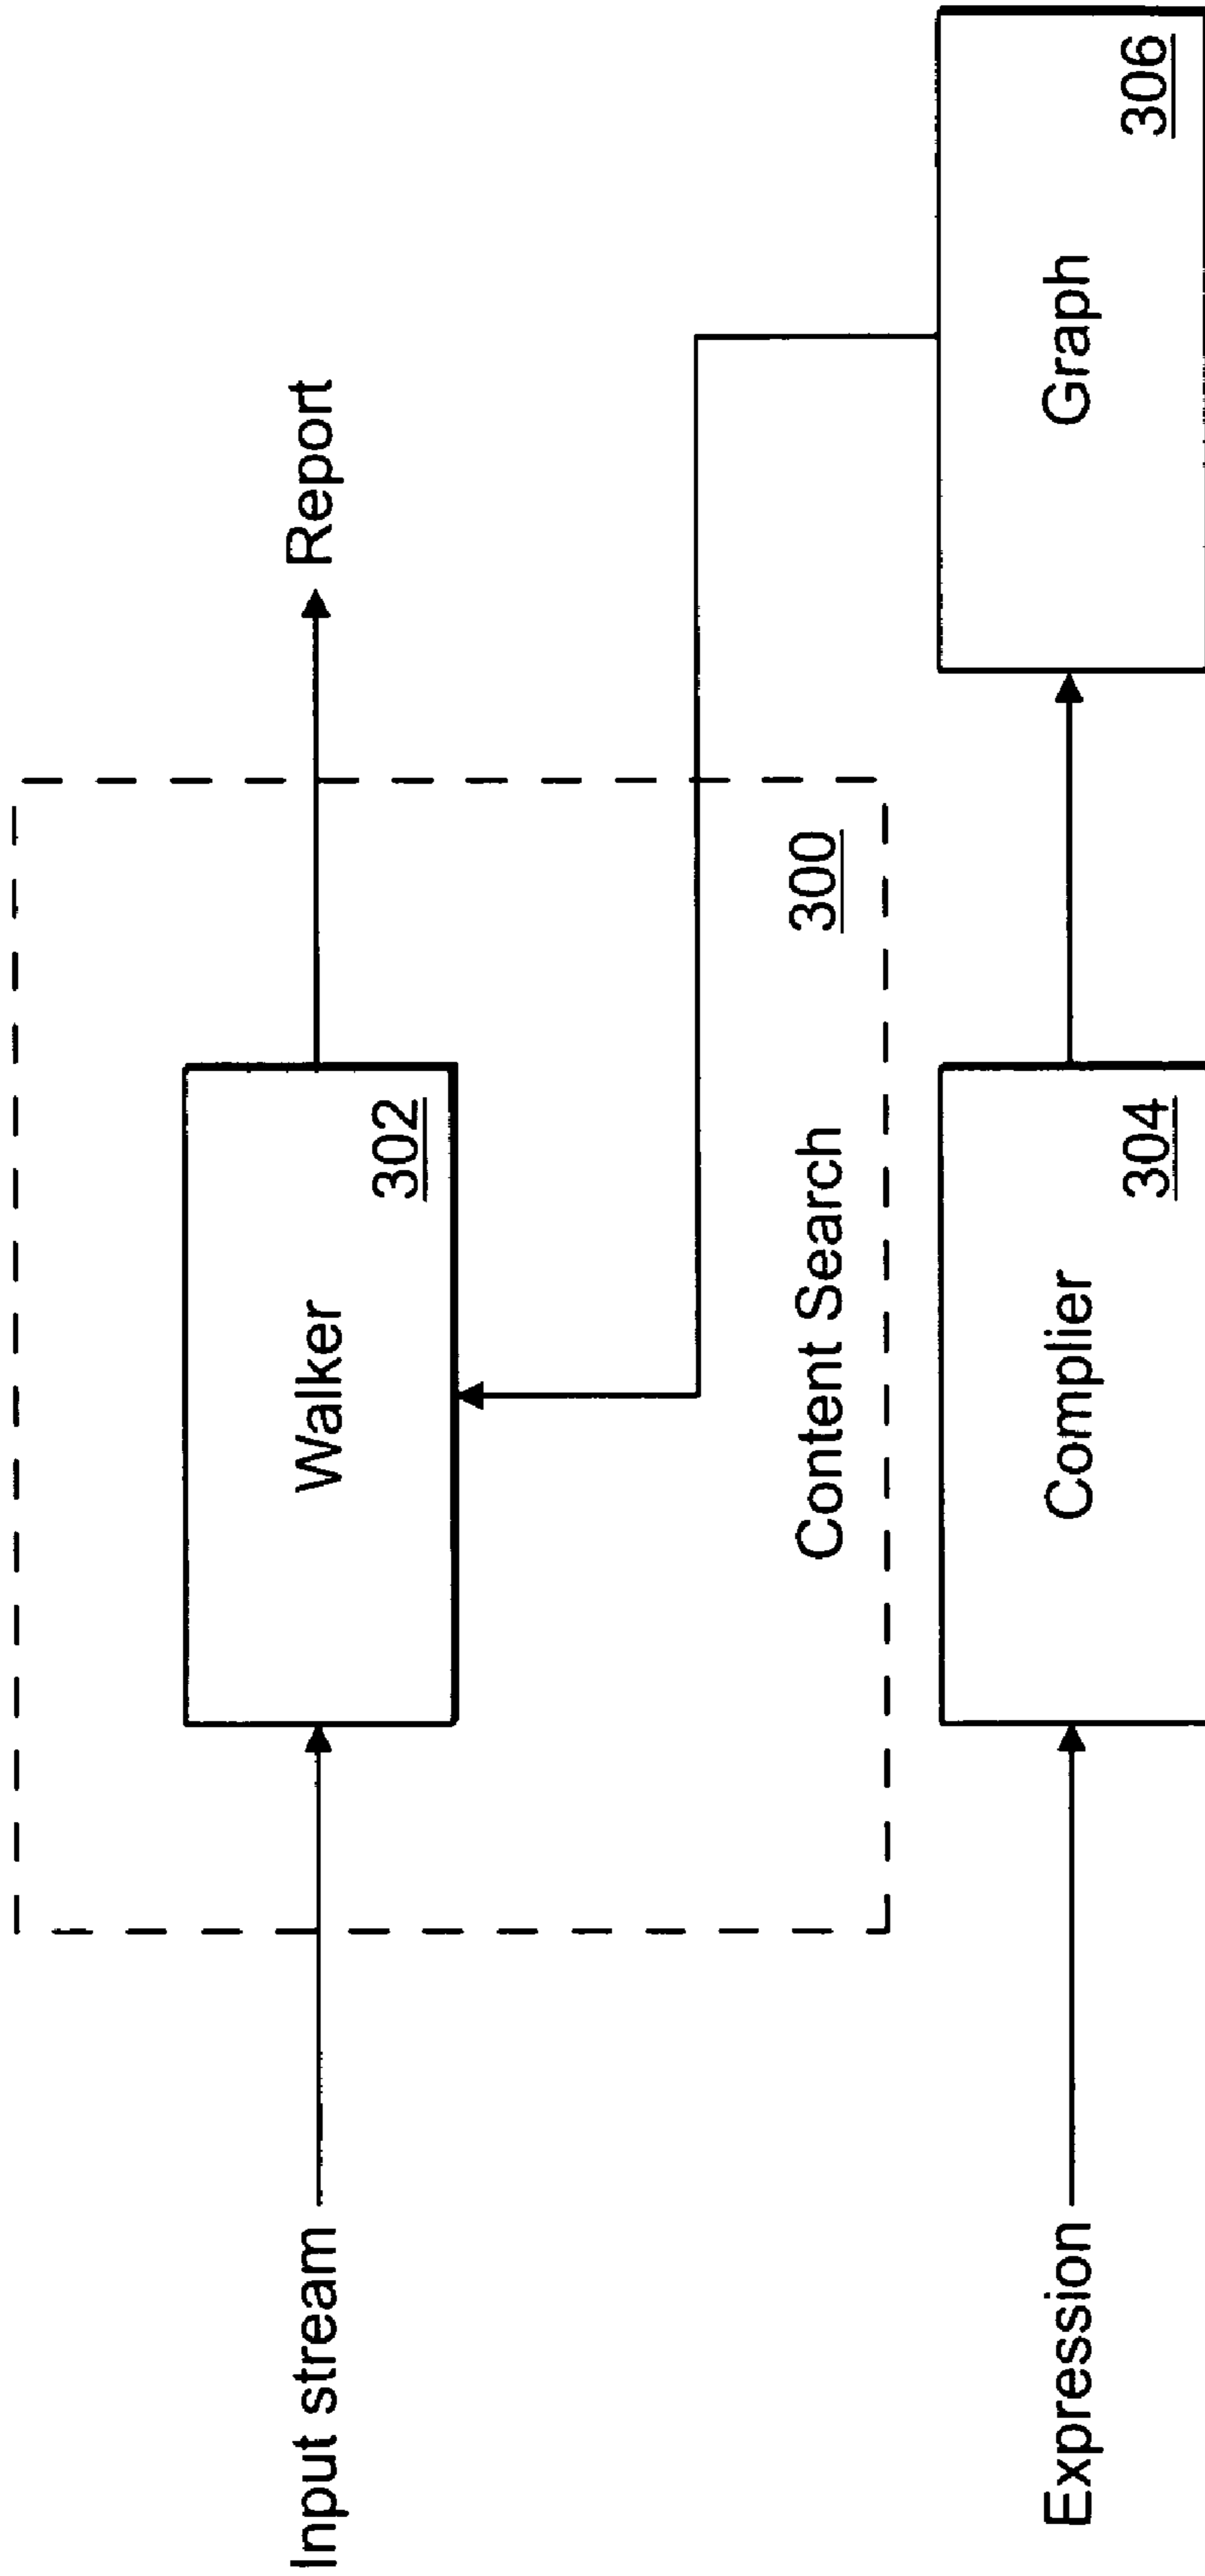 Input stream
Walker
302
Report
Content Search
300
Expression
Complier
304
Graph
306